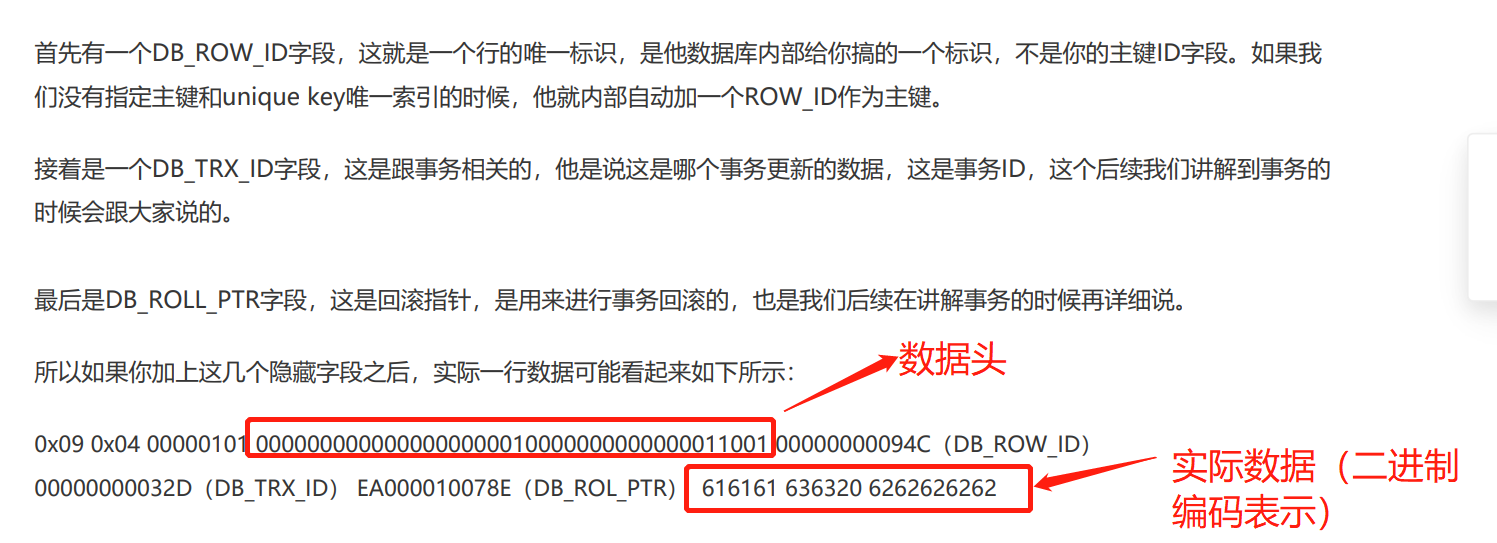 首先有一个DB_ROW_ID字段，这就是一个行的唯一标识，是他数据库内部给你搞的一个标识，不是你的主键ID字段。如果我
们没有指定主键和unique key唯一索引的时候，他就内部自动加一个ROW_ID作为主键。
接着是一个DB_TRX_ID字段，这是跟事务相关的，他是说这是哪个事务更新的数据，这是事务ID，这个后续我们讲解到事务的
时候会跟大家说的。
最后是DB_ROLL_PTR字段，这是回滚指针，是用来进行事务回滚的，也是我们后续在讲解事务的时候再详细说。
数据头
所以如果你加上这几个隐藏字段之后，实际一行数据可能看起来如下所示：
0x09 0x04 00000101 0000000000000000000010000000000000011001 00000000094C（DB_ROW_ID）
00000000032D（DB_TRX_ID） EA000010078E（DB_ROL_PTR） 616161 636320 6262626262
实际数据（二进制
编码表示）